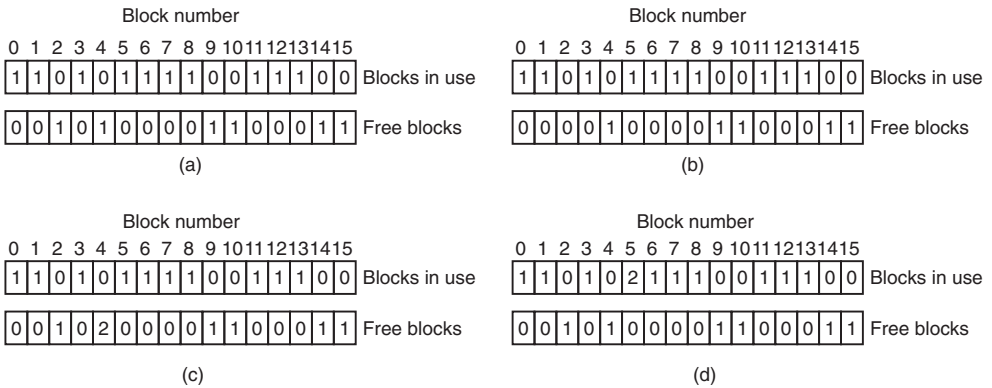 Block number
0 1 2 3 4 5 6 7 8 9 10 11 12 13 14 15
1 1 0 1 0 1 1 1 1 0 0 1 1 1 0 0 Blocks in use
0 0 1 0 1 0 0 0 0 1 1 0 0 0 1 1 Free blocks
(a)
Block number
0 1 2 3 4 5 6 7 8 9 10 11 12 13 14 15
1 1 0 1 0 1 1 1 1 0 0 1 1 1 0 0 Blocks in use
0 0 0 0 1 0 0 0 0 1 1 0 0 0 1 1 Free blocks
(b)
Block number
0 1 2 3 4 5 6 7 8 9 10 11 12 13 14 15
1 1 0 1 0 1 1 1 1 0 0 1 1 1 0 0 Blocks in use
0 0 1 0 2 0 0 0 0 1 1 0 0 0 1 1 Free blocks
(c)
Block number
0 1 2 3 4 5 6 7 8 9 10 11 12 13 14 15
1 1 0 1 0 2 1 1 1 0 0 1 1 1 0 0 Blocks in use
0 0 1 0 1 0 0 0 0 1 1 0 0 0 1 1 Free blocks
(d)